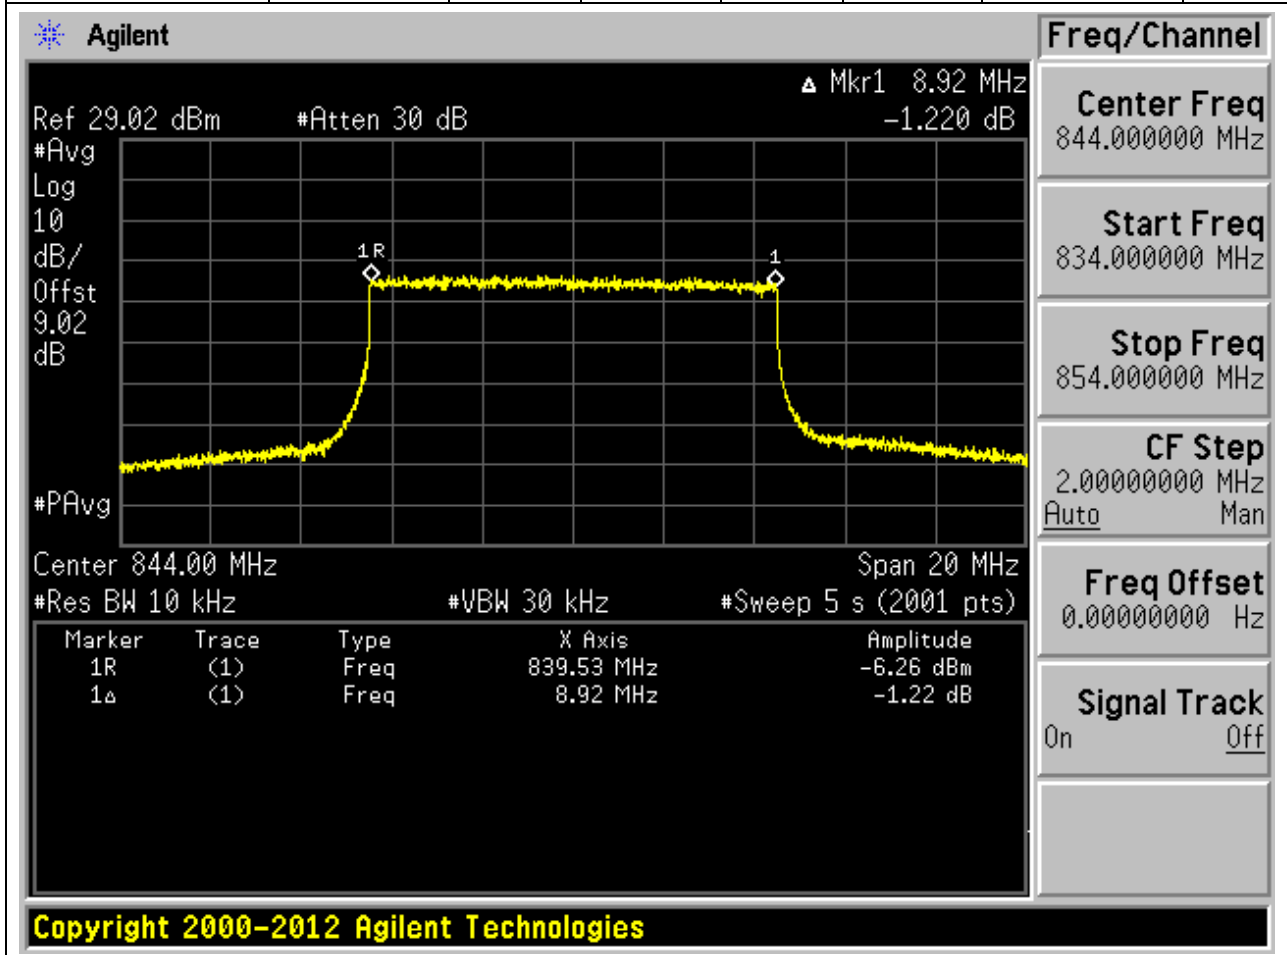 Agilent
Freq/Channel
Δ Mkr1 8.92 MHz
Ref 29.02 dBm #Atten 30 dB -1.220 dB
#Avg
Log
10
dB/
Offst
9.02
dB
1R
1
#PAvg
Center 844.00 MHz Span 20 MHz
#Res BW 10 kHz #VBW 30 kHz #Sweep 5 s (2001 pts)
Marker Trace Type X Axis Amplitude
1R (1) Freq 839.53 MHz -6.26 dBm
1Δ (1) Freq 8.92 MHz -1.22 dB
Center Freq
844.000000 MHz
Start Freq
834.000000 MHz
Stop Freq
854.000000 MHz
CF Step
2.00000000 MHz
Auto Man
Freq Offset
0.00000000 Hz
Signal Track
On Off
Copyright 2000-2012 Agilent Technologies